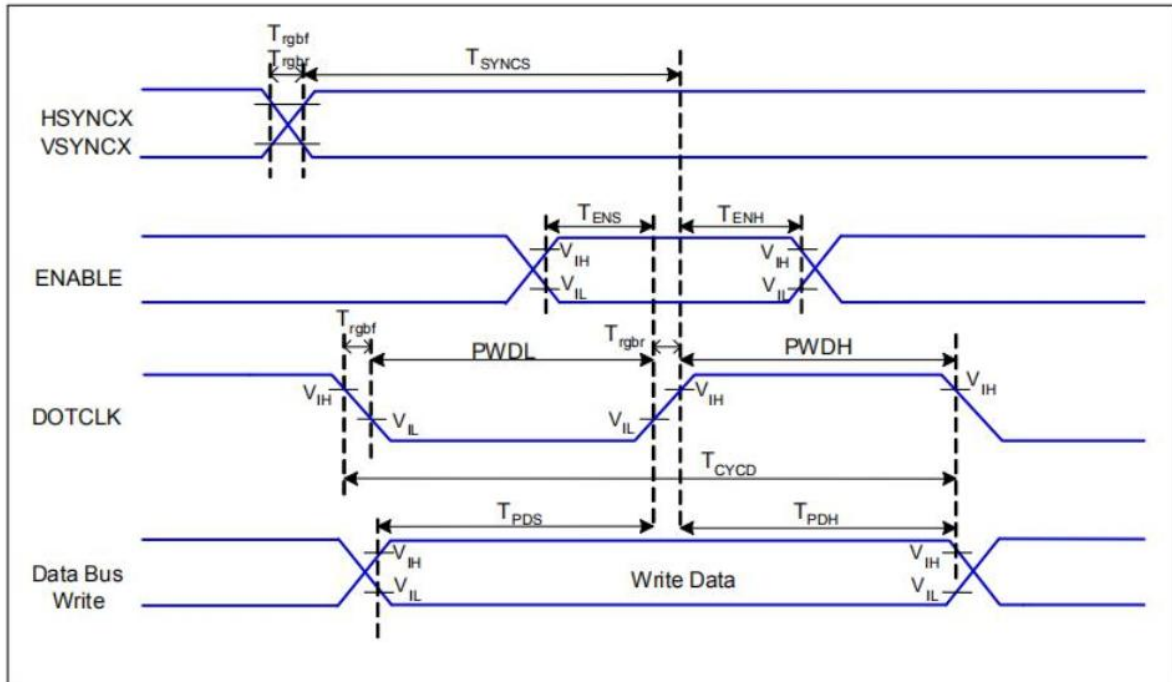 Trgbf
Trgbr
TSYNCS
HSYNCX
VSYNCX
TENS
TENH
VIH
VIH
ENABLE
VIL
VIL
Trgbf
PWDL
Trgbr
PWDH
VIH
VIH
VIH
DOTCLK
VIL
VIL
TCYCD
TPDS
TPDH
VIH
VIH
Data Bus
Write
Write Data
VIL
VIL